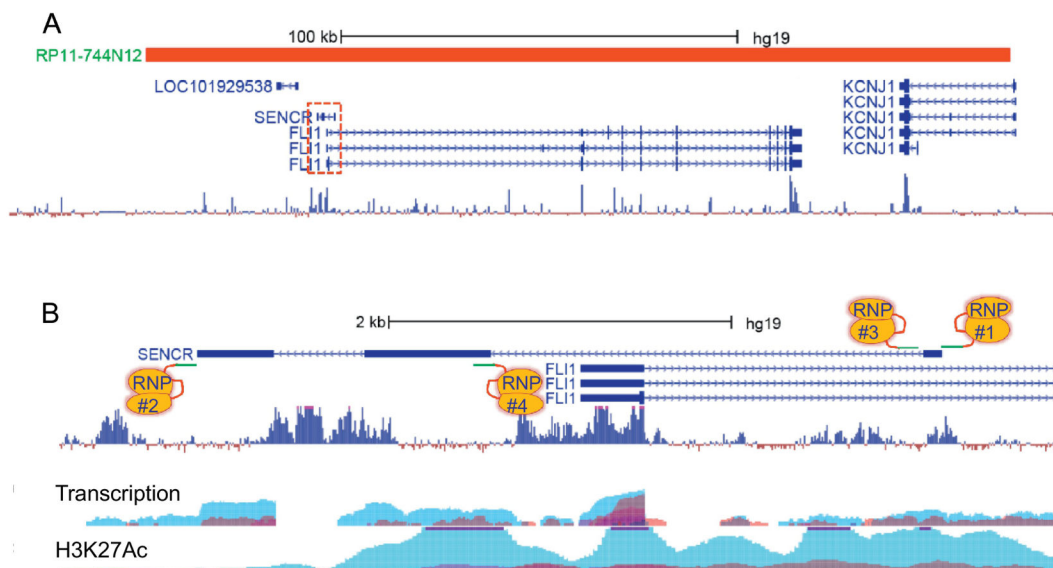 A
100 kb hg19
RP11-744N12
LOC101929538
KCNJ1
KCNJ1
SENCR KCNJ1
FLI1 KCNJ1
FLI1 KCNJ1
FLI1
B
2 kb hg19
RNP #3
RNP #1
SENCR
FLI1
FLI1
FLI1
RNP #2
RNP #4
Transcription
H3K27Ac